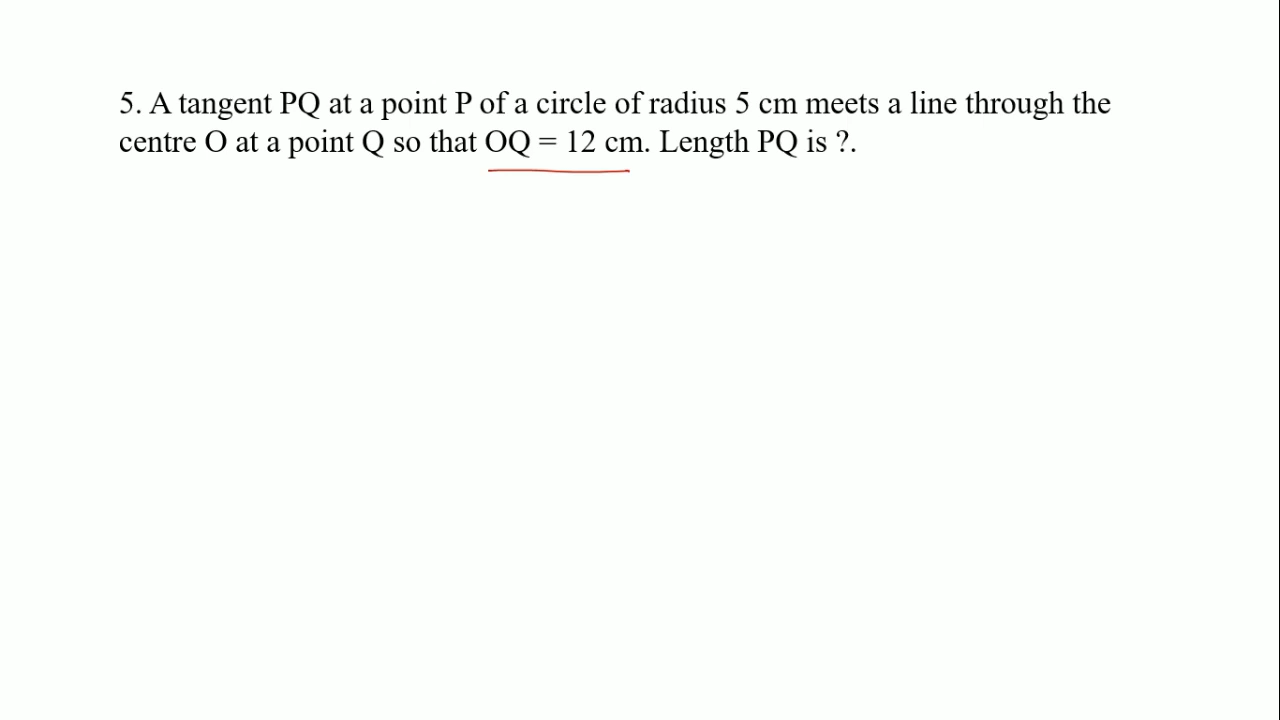 5. A tangent PQ at a point P of a circle of radius 5 cm meets a line through the
centre O at a point Q so that OQ = 12 cm. Length PQ is ?.